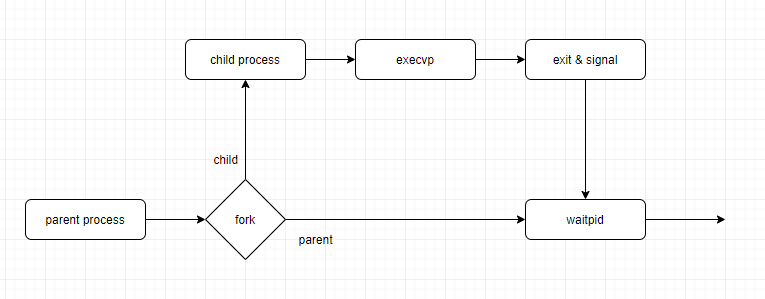 child process
execvp
exit & signal
child
parent process
fork
waitpid
parent